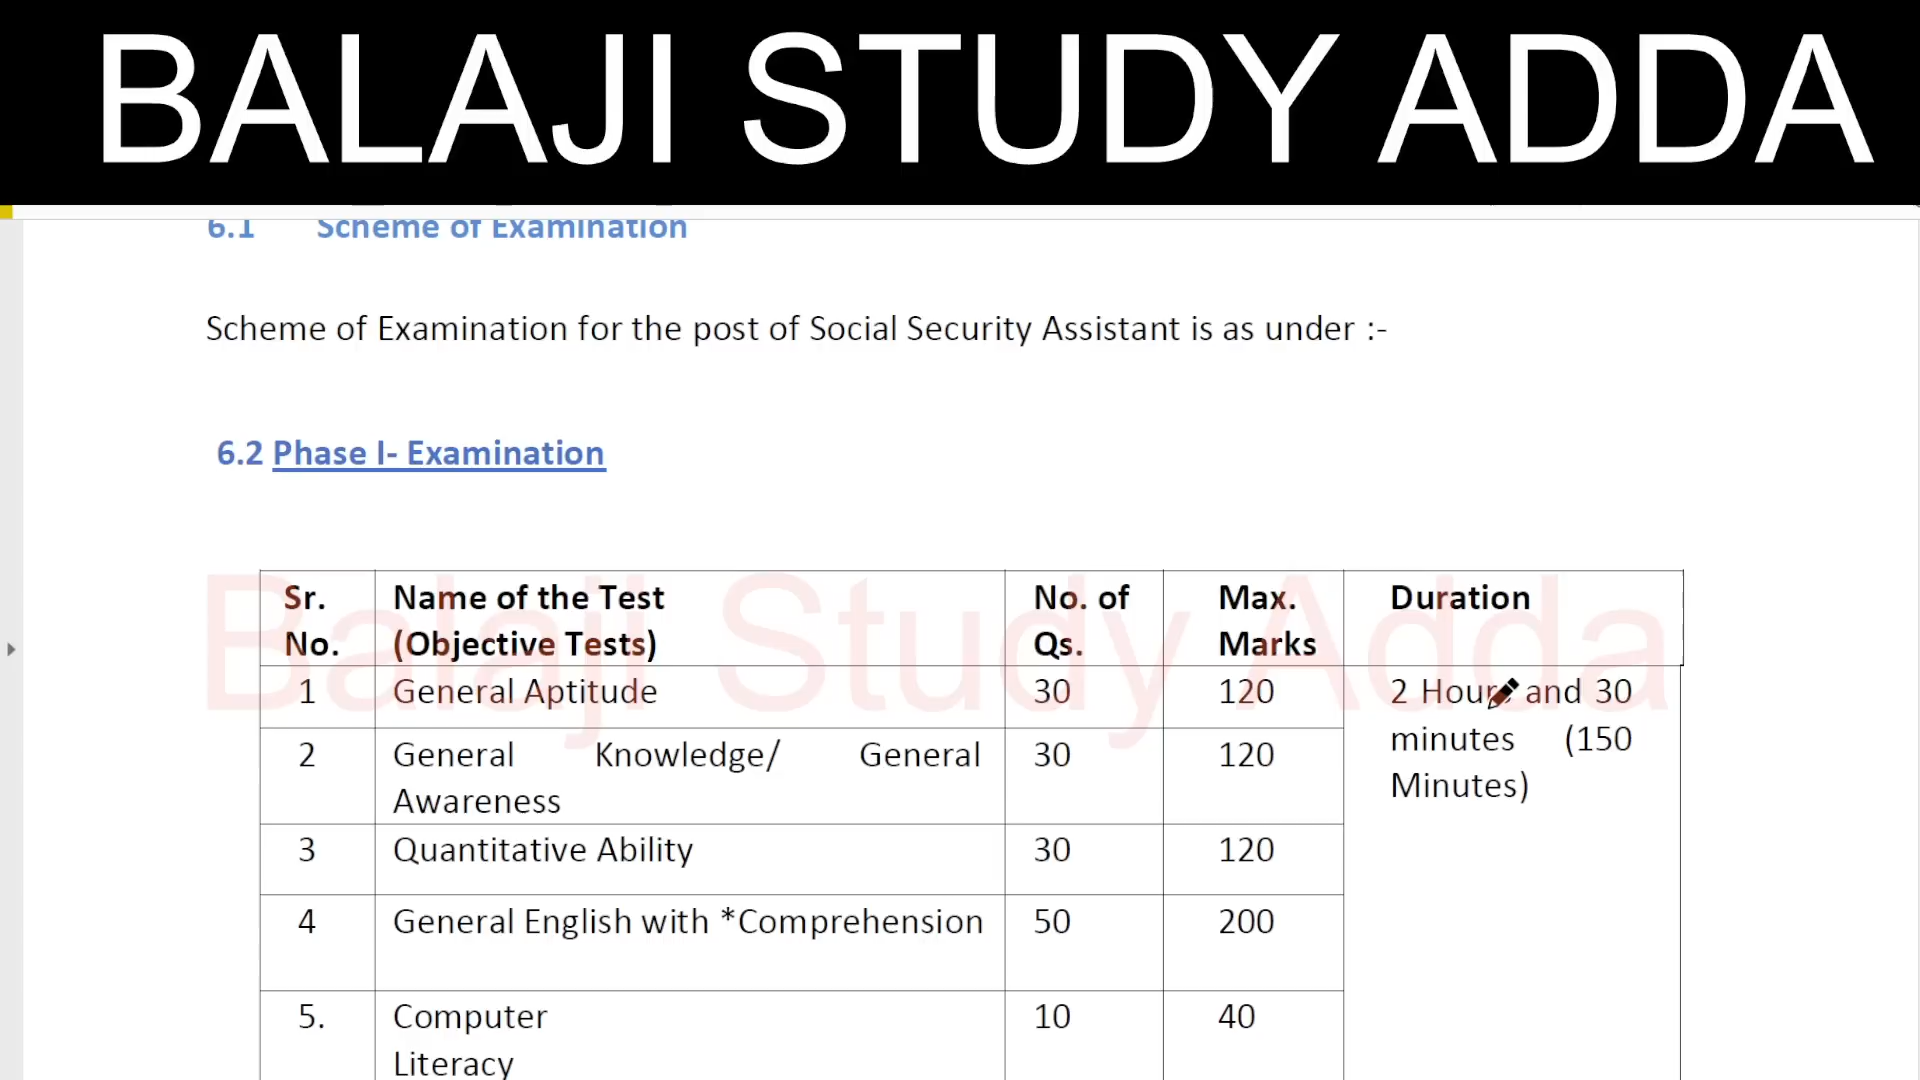 BALAJI STUDY ADDA
6.1 Scheme of Examination
Scheme of Examination for the post of Social Security Assistant is as under :-
6.2 Phase I- Examination
Balaji Study Adda
Sr. No. Name of the Test (Objective Tests) No. of Qs. Max. Marks Duration
1 General Aptitude 30 120 2 Hours and 30 minutes (150 Minutes)
2 General Knowledge/ General Awareness 30 120
3 Quantitative Ability 30 120
4 General English with *Comprehension 50 200
5. Computer Literacy 10 40